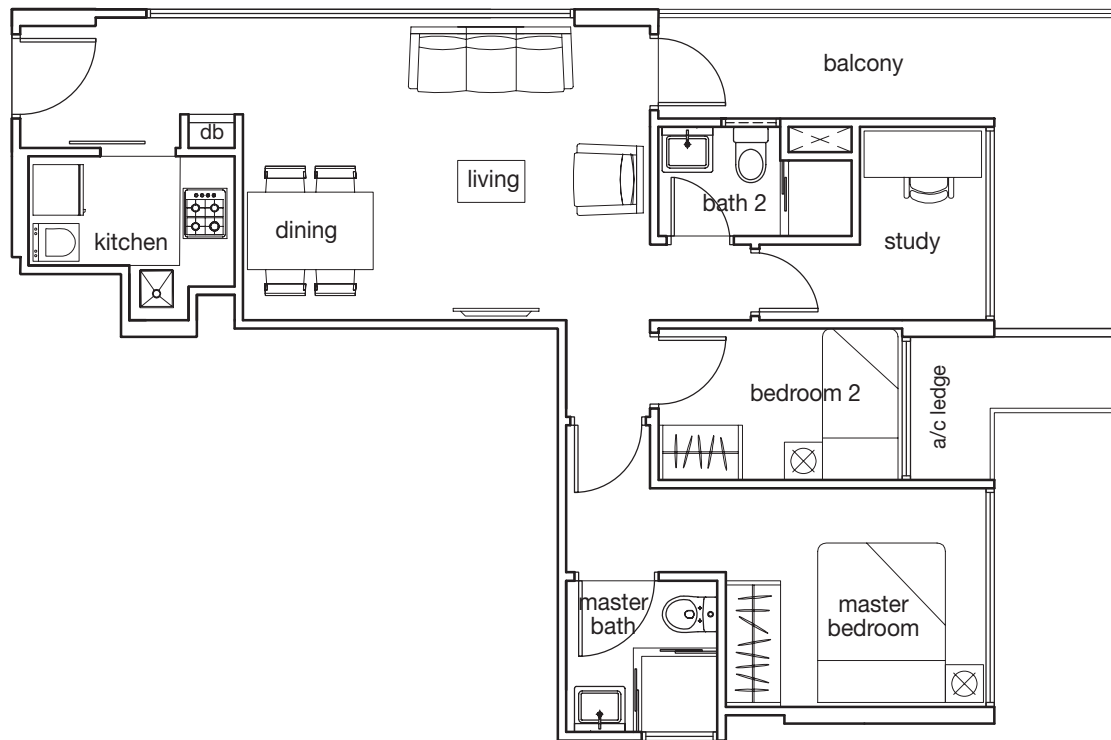 balcony
db
living
bath 2
dining
kitchen
study
bedroom 2
a/c ledge
master
bath
master
bedroom